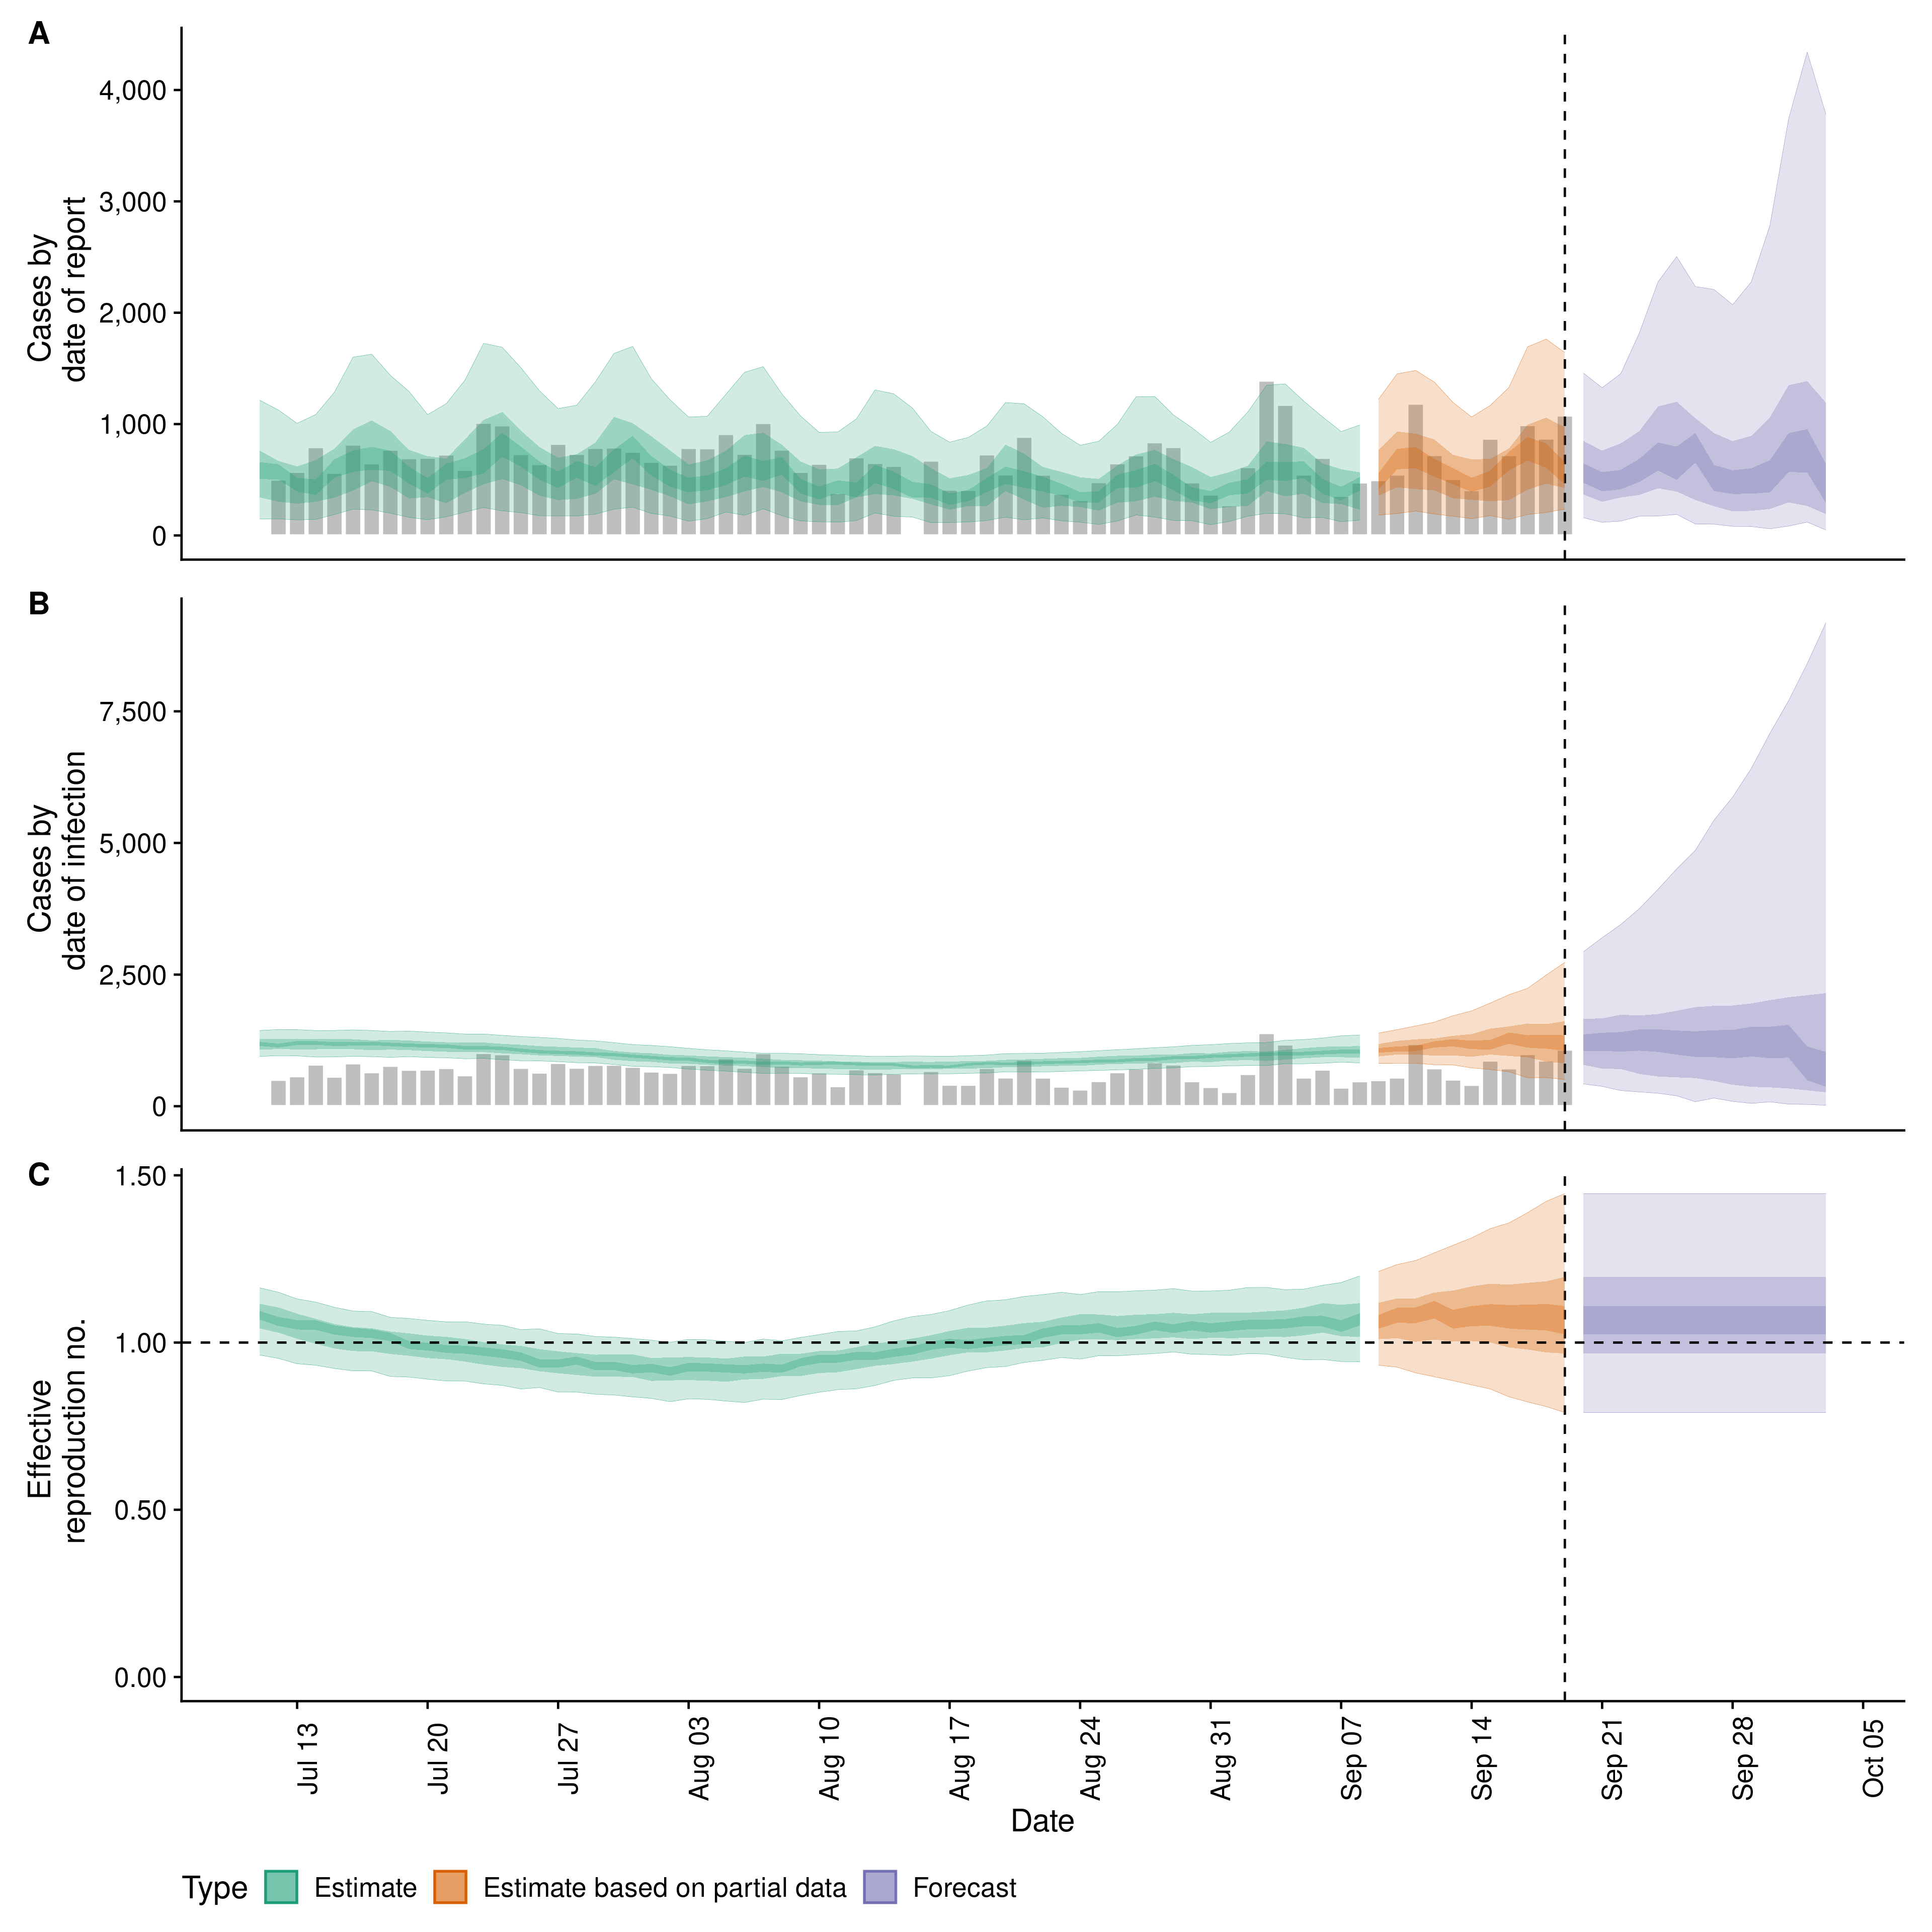 A
4,000
3,000
2,000
1,000
0
Cases by
date of report
B
7,500
5,000
2,500
0
Cases by
date of infection
C
1.50
1.00
0.50
0.00
Effective
reproduction no.
Jul 13
Jul 20
Jul 27
Aug 03
Aug 10
Aug 17
Aug 24
Aug 31
Sep 07
Sep 14
Sep 21
Sep 28
Oct 05
Date
Type Estimate Estimate based on partial data Forecast